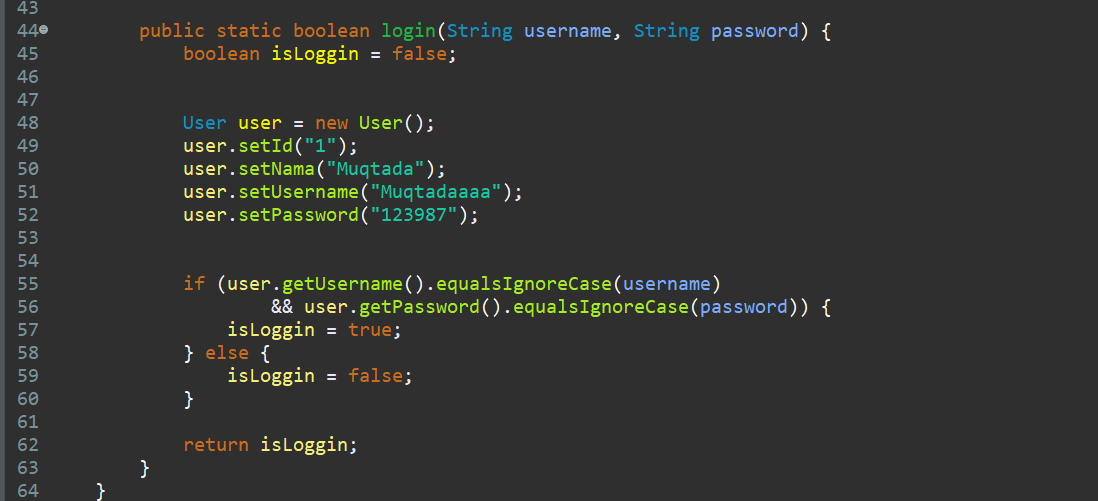 43
44 public static boolean login(String username, String password) {
45 boolean isLoggin = false;
46
47
48 User user = new User();
49 user.setId("1");
50 user.setNama("Muqtada");
51 user.setUsername("Muqtadaaaa");
52 user.setPassword("123987");
53
54
55 if (user.getUsername().equalsIgnoreCase(username)
56 && user.getPassword().equalsIgnoreCase(password)) {
57 isLoggin = true;
58 } else {
59 isLoggin = false;
60 }
61
62 return isLoggin;
63 }
64 }